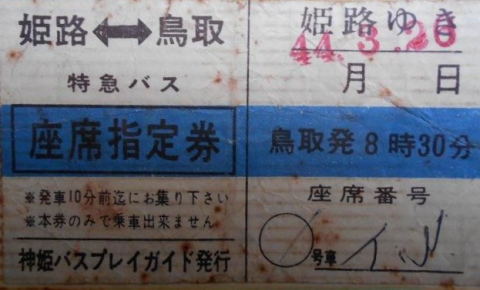 姫路⟷鳥取
特急バス
座席指定券
※発車10分前迄にお集り下さい
※本券のみで乗車出来ません
神姫バスプレイガイド発行
姫路ゆき
44.3.26
月 日
鳥取発8時30分
座席番号
号車